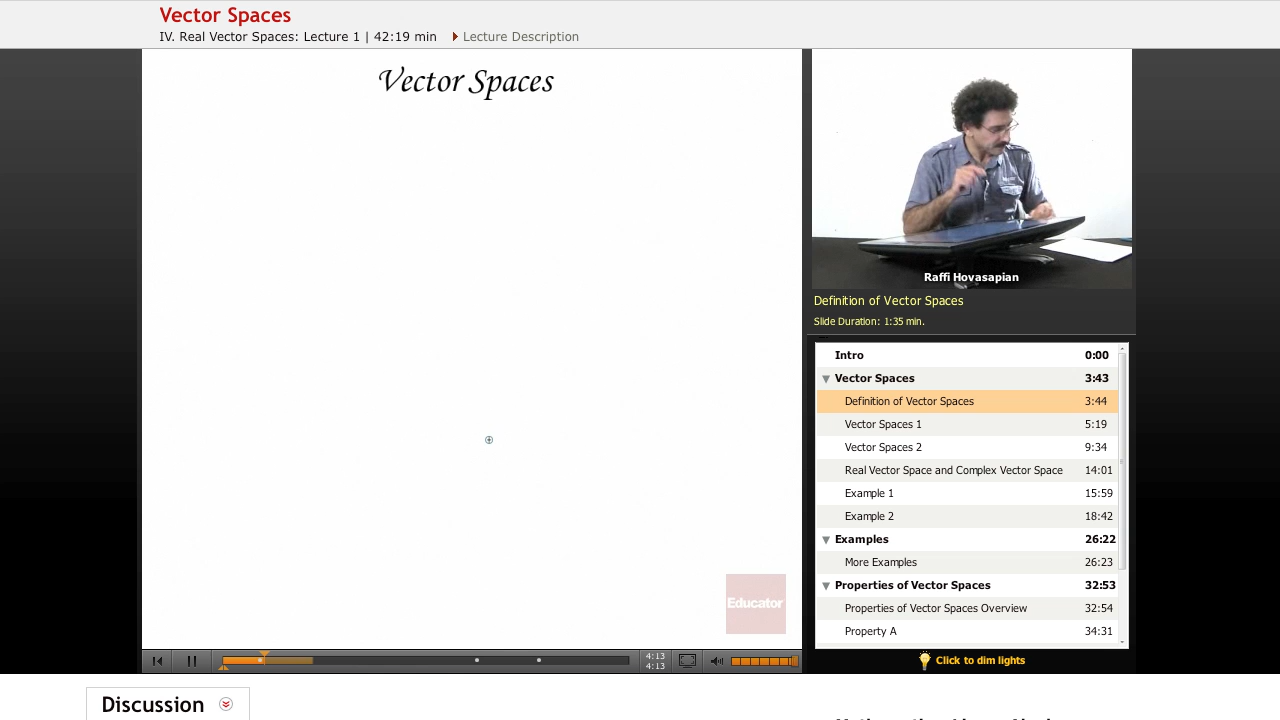 Vector Spaces
IV. Real Vector Spaces: Lecture 1 | 42:19 min Lecture Description
Vector Spaces
Educator
4:13
4:13
Raffi Hovasapian
Definition of Vector Spaces
Slide Duration: 1:35 min.
Intro 0:00
Vector Spaces 3:43
Definition of Vector Spaces 3:44
Vector Spaces 1 5:19
Vector Spaces 2 9:34
Real Vector Space and Complex Vector Space 14:01
Example 1 15:59
Example 2 18:42
Examples 26:22
More Examples 26:23
Properties of Vector Spaces 32:53
Properties of Vector Spaces Overview 32:54
Property A 34:31
Click to dim lights
Discussion